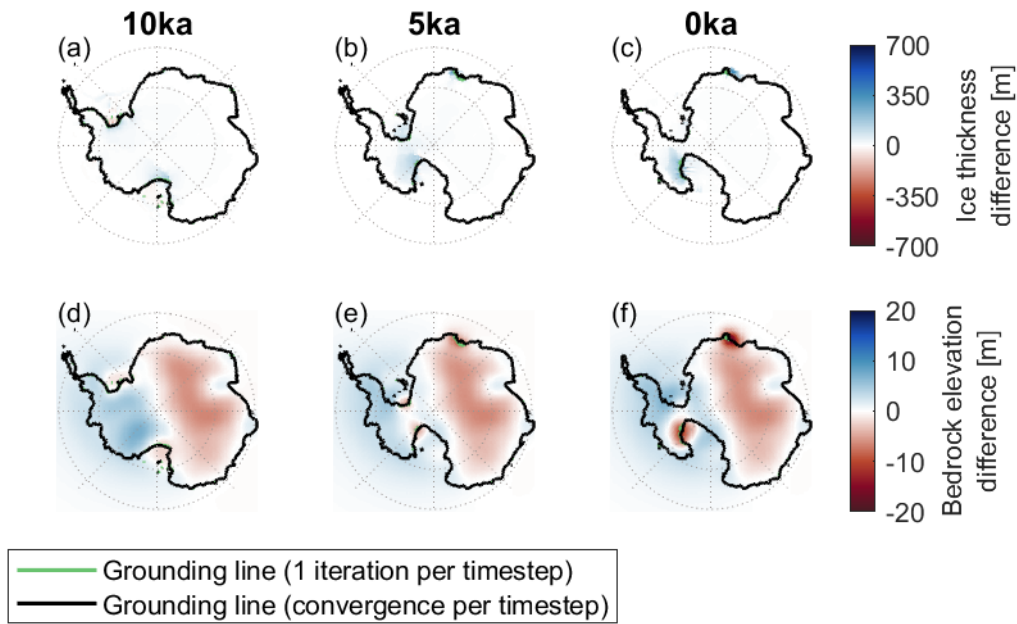 10ka 5ka 0ka
(a) (b) (c)
700
350
0
-350
-700
Ice thickness
difference [m]
(d) (e) (f)
20
10
0
-10
-20
Bedrock elevation
difference [m]
Grounding line (1 iteration per timestep)
Grounding line (convergence per timestep)